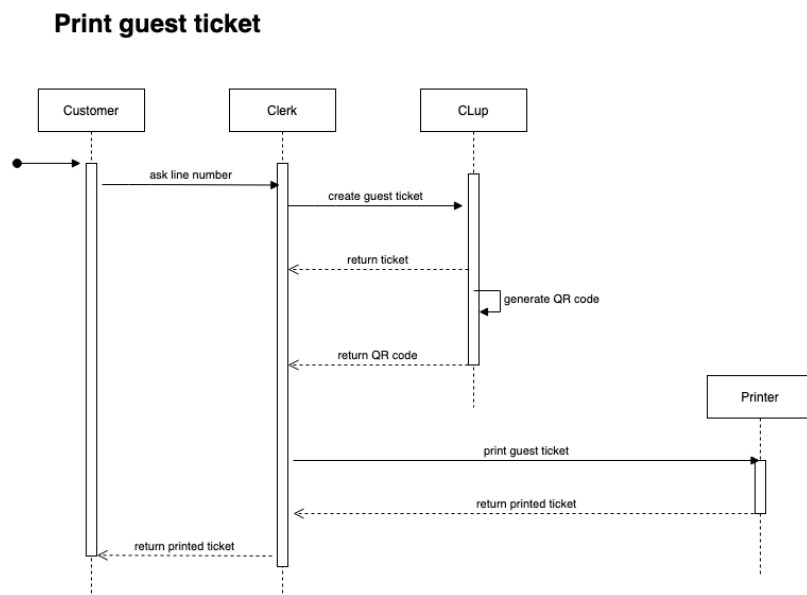 Print guest ticket
Customer
Clerk
CLup
ask line number
create guest ticket
return ticket
generate QR code
return QR code
Printer
print guest ticket
return printed ticket
return printed ticket